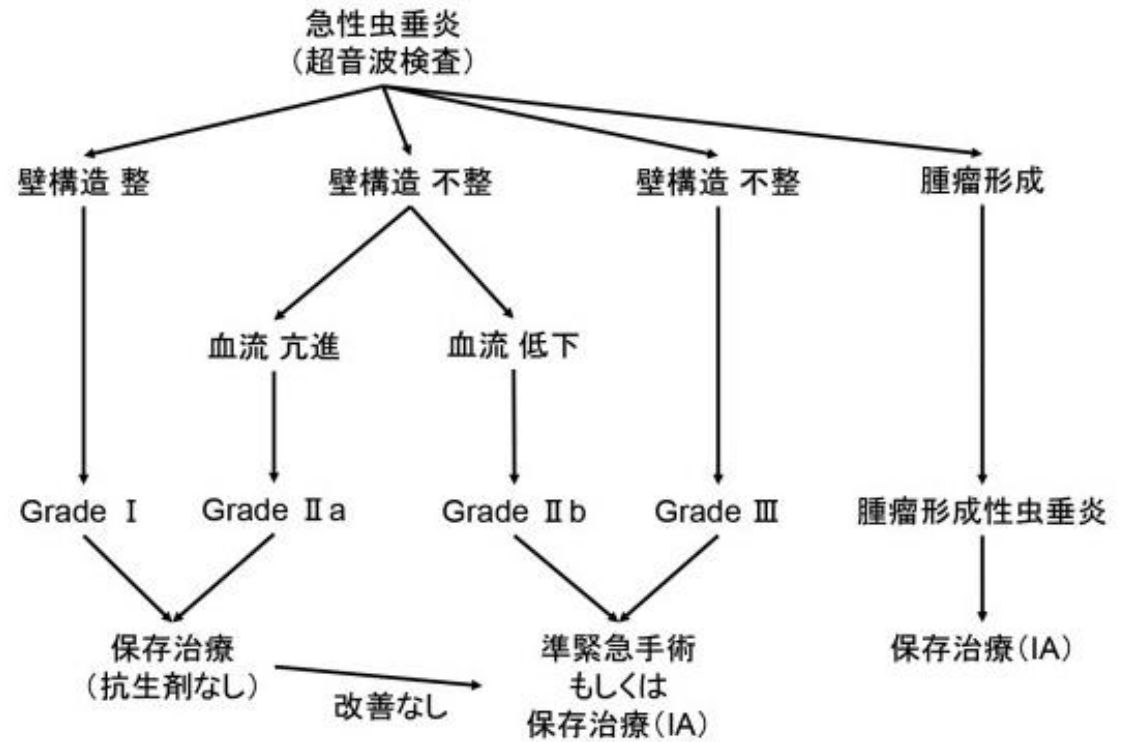 急性虫垂炎
（超音波検査）
壁構造 整
壁構造 不整
壁構造 不整
腫瘤形成
血流 亢進
血流 低下
Grade Ⅰ
Grade Ⅱa
Grade Ⅱb
Grade Ⅲ
腫瘤形成性虫垂炎
保存治療
（抗生剤なし）
改善なし
準緊急手術
もしくは
保存治療（IA）
保存治療（IA）